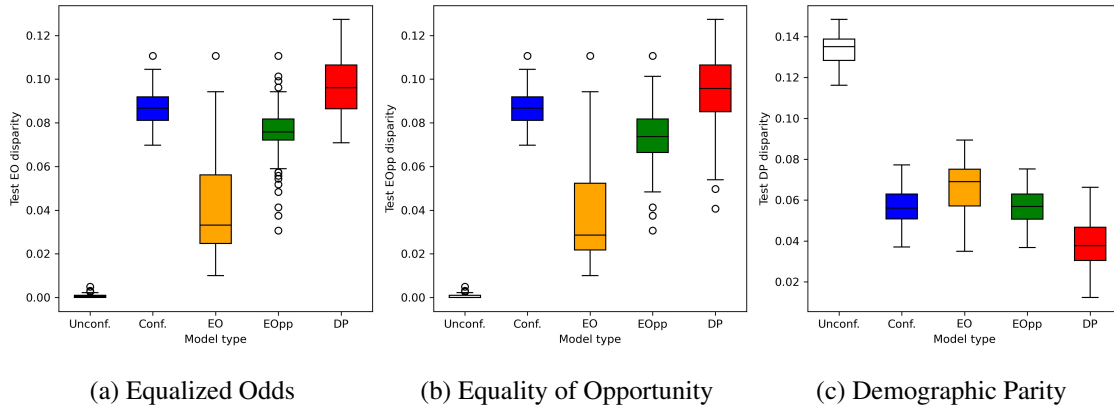 0.12
0.10
0.08
0.06
0.04
0.02
0.00
Test EO disparity
Unconf. Conf. EO EOpp DP
Model type
(a) Equalized Odds
0.12
0.10
0.08
0.06
0.04
0.02
0.00
Test EOpp disparity
Unconf. Conf. EO EOpp DP
Model type
(b) Equality of Opportunity
0.14
0.12
0.10
0.08
0.06
0.04
0.02
Test DP disparity
Unconf. Conf. EO EOpp DP
Model type
(c) Demographic Parity